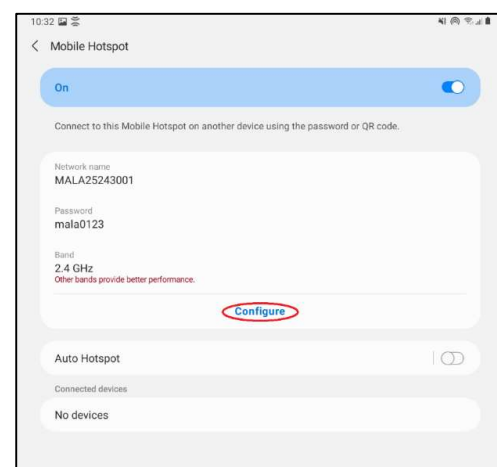 10:32
Mobile Hotspot
On
Connect to this Mobile Hotspot on another device using the password or QR code.
Network name
MALA25243001
Password
mala0123
Band
2.4 GHz
Other bands provide better performance.
Configure
Auto Hotspot
Connected devices
No devices